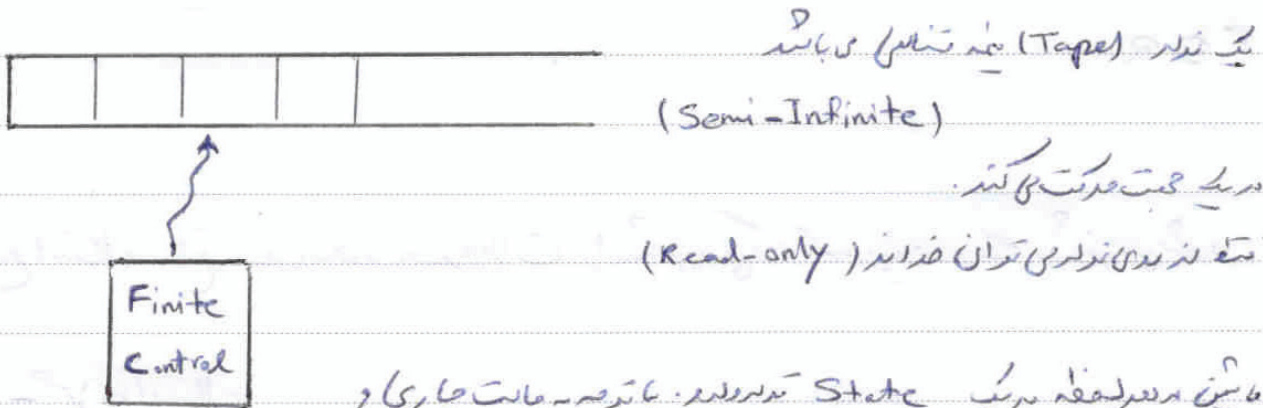 یک نوار (Tape) نیمه متناهی می باشد
(Semi-Infinite)
در یک جهت حرکت می کند.
فقط از روی نوار می توان خواند (Read-only)
Finite
Control
ماشین در هر لحظه در یک State قرار دارد. با توجه به حالت جاری و